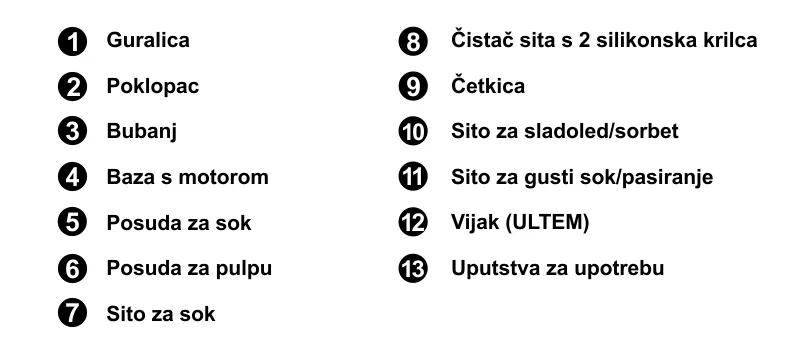 1 Guralica
2 Poklopac
3 Bubanj
4 Baza s motorom
5 Posuda za sok
6 Posuda za pulpu
7 Sito za sok
8 Čistač sita s 2 silikonska krilca
9 Četkica
10 Sito za sladoled/sorbet
11 Sito za gusti sok/pasiranje
12 Vijak (ULTEM)
13 Uputstva za upotrebu